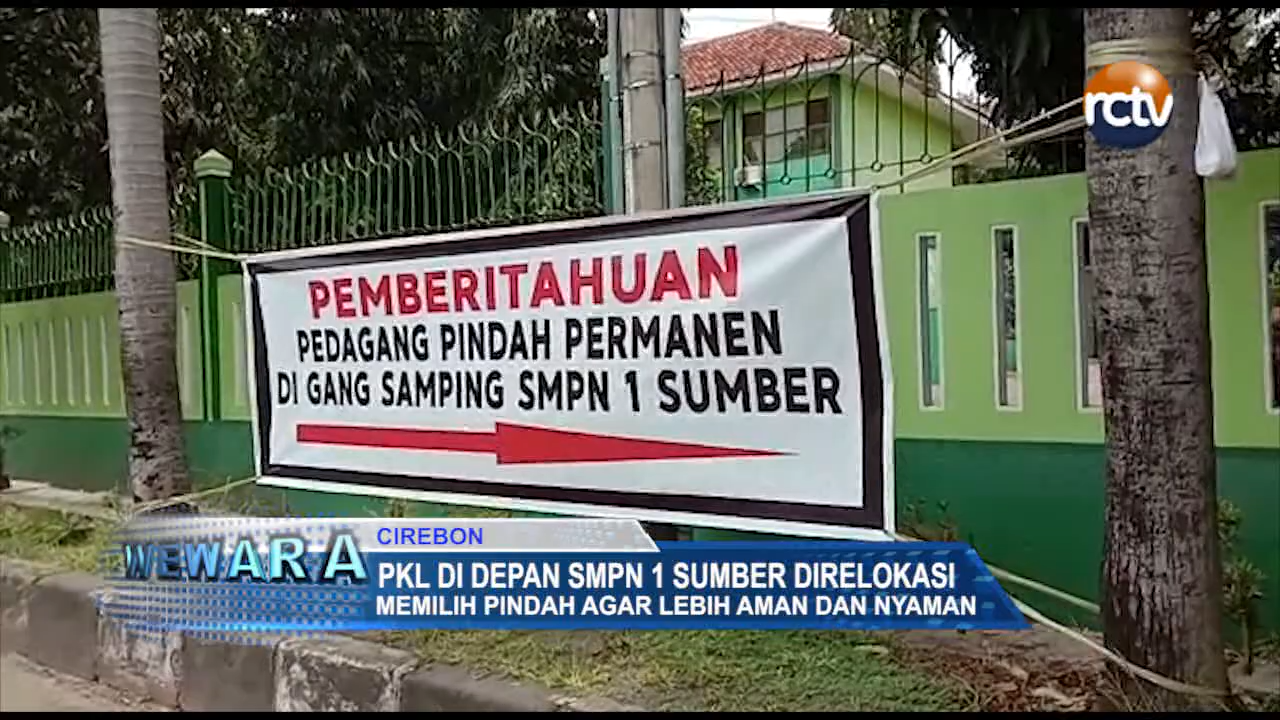 rctv
PEMBERITAHUAN
PEDAGANG PINDAH PERMANEN
DI GANG SAMPING SMPN 1 SUMBER
WEWARA
CIREBON
PKL DI DEPAN SMPN 1 SUMBER DIRELOKASI
MEMILIH PINDAH AGAR LEBIH AMAN DAN NYAMAN